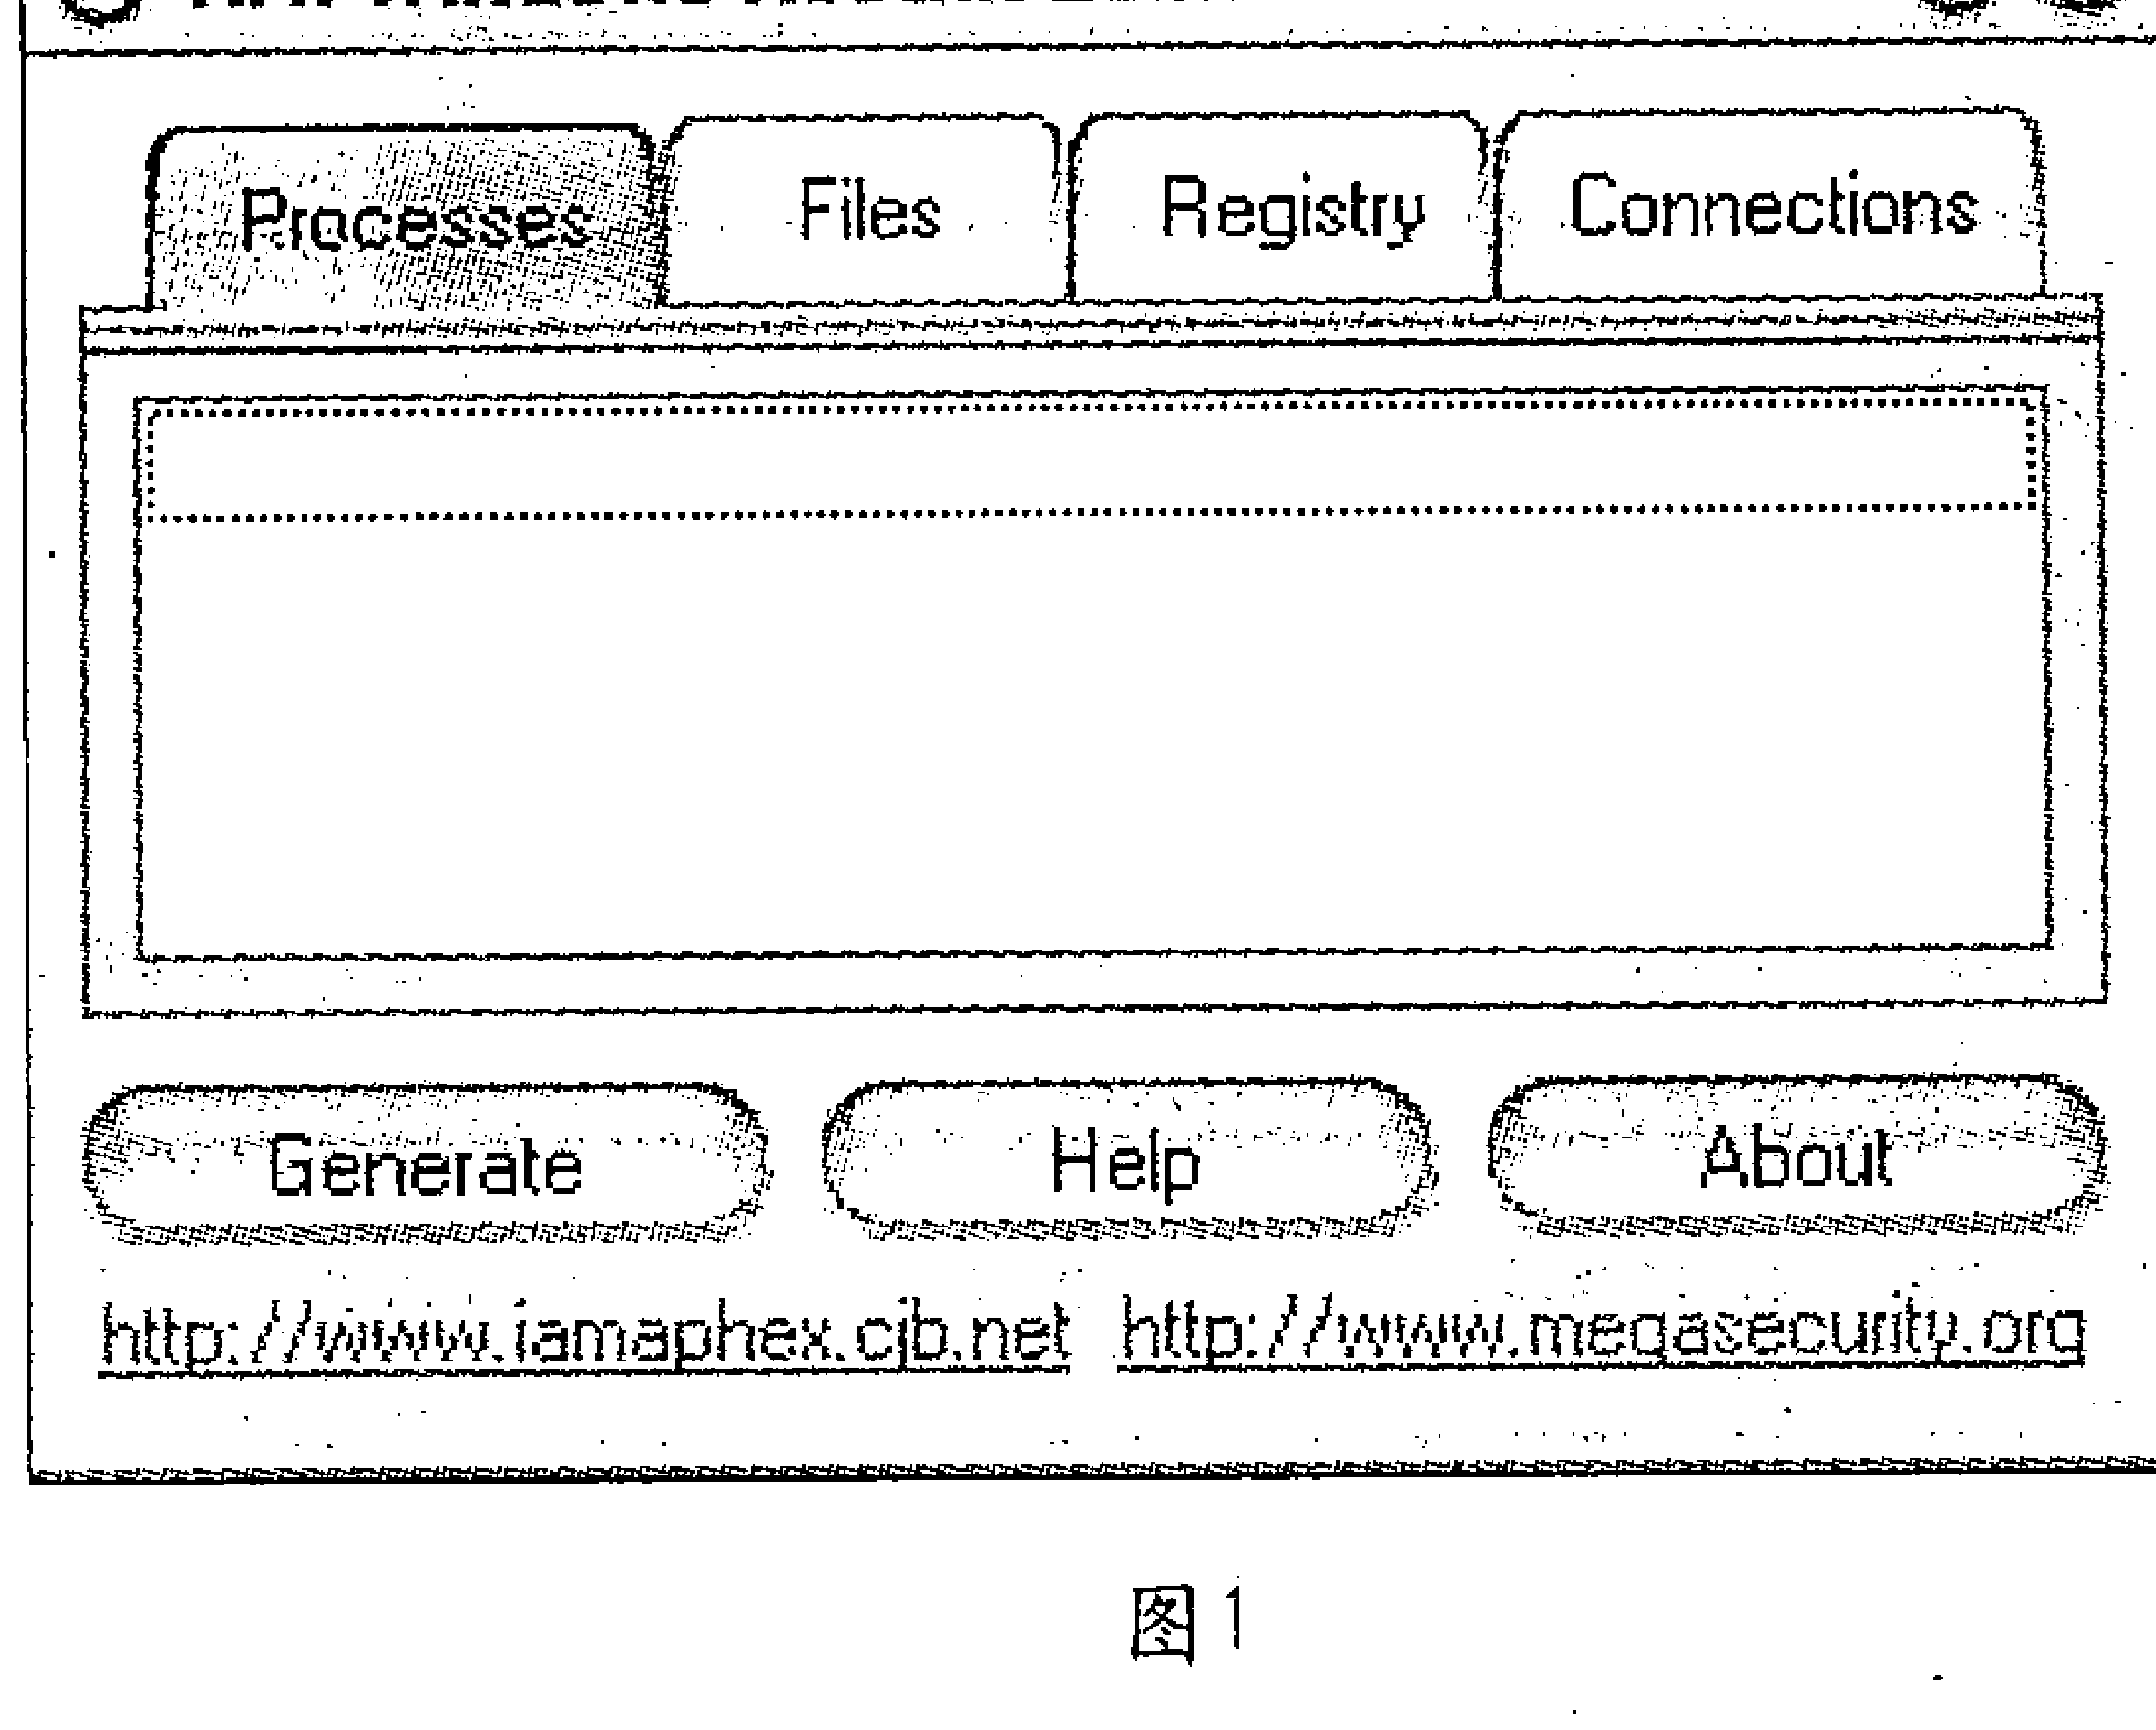 Processes Files Registry Connections
Generate Help About
http://www.iamaphex.cjb.net http://www.megasecurity.org
图1